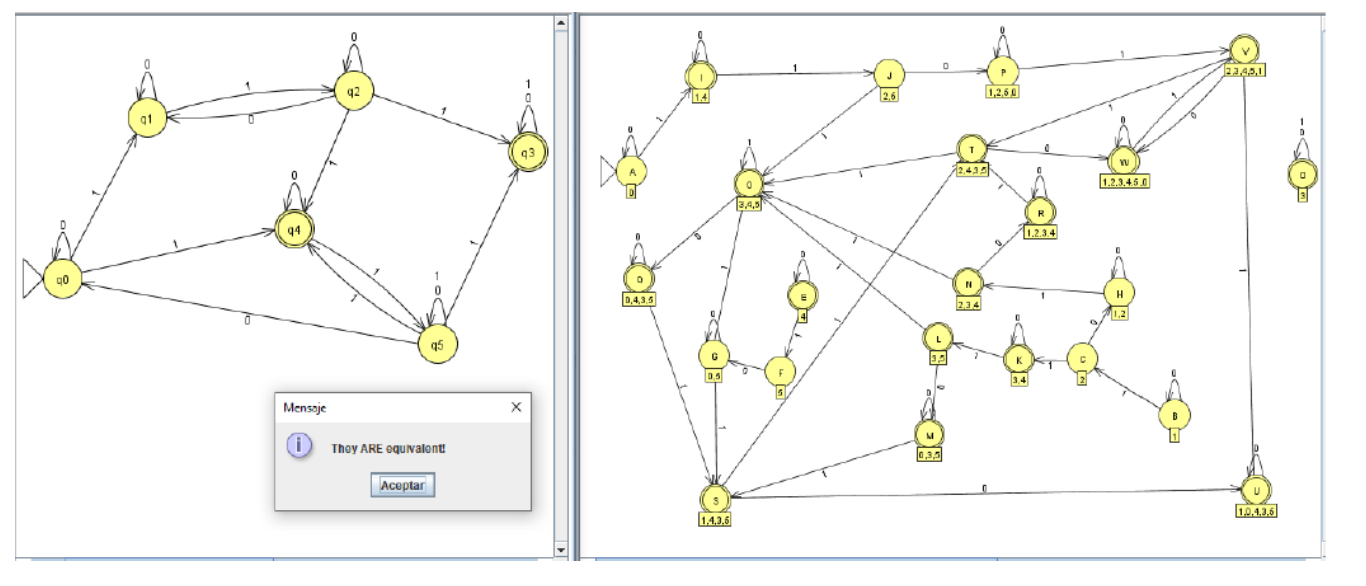 0
0
q2
q1
1
0
1
1
0
q3
1
1
0
q4
0
q0
1
1
1
1
0
1
0
q5
Mensaje
They ARE equivalent!
Aceptar
0
I
1,4
1
J
2,5
0
0
P
1,2,5,0
1
V
2,3,4,5,1
0
A
0
1
1
1
T
2,4,3,5
0
0
W
1,2,3,4,5,0
1
0
1
0
3
3,4,5
1
1
0
R
1,2,3,4
1
0
0
0,4,3,5
0
1
0
E
4
1
1
0
N
2,3,4
1
H
1,2
0
G
0,5
0
F
5
1
L
3,5
0
K
3,4
1
C
2
0
0
B
1
1
1
0
0
M
0,3,5
1
1
S
1,4,3,5
0
1
0
U
1,0,4,3,5